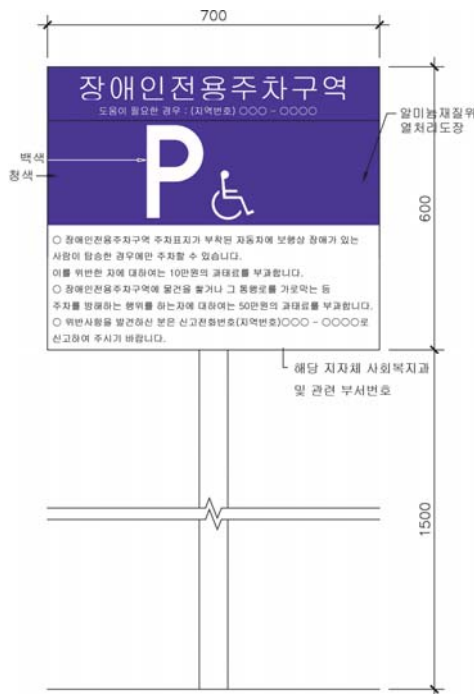 700
장애인전용주차구역
도움이 필요한 경우 : (지역번호) ○○○ - ○○○○
알미늄재질위
열처리도장
P
백색
청색
600
○ 장애인전용주차구역 주차표지가 부착된 자동차에 보행상 장애가 있는
사람이 탑승한 경우에만 주차할 수 있습니다.
이를 위반한 자에 대하여는 10만원의 과태료를 부과합니다.
○ 장애인전용주차구역에 물건을 쌓거나 그 통행로를 가로막는 등
주차를 방해하는 행위를 하는자에 대하여는 50만원의 과태료를 부과합니다.
○ 위반사항을 발견하신 분은 신고전화번호(지역번호)○○○ - ○○○○로
신고하여 주시기 바랍니다.
해당 지자체 사회복지과
및 관련 부서번호
1500